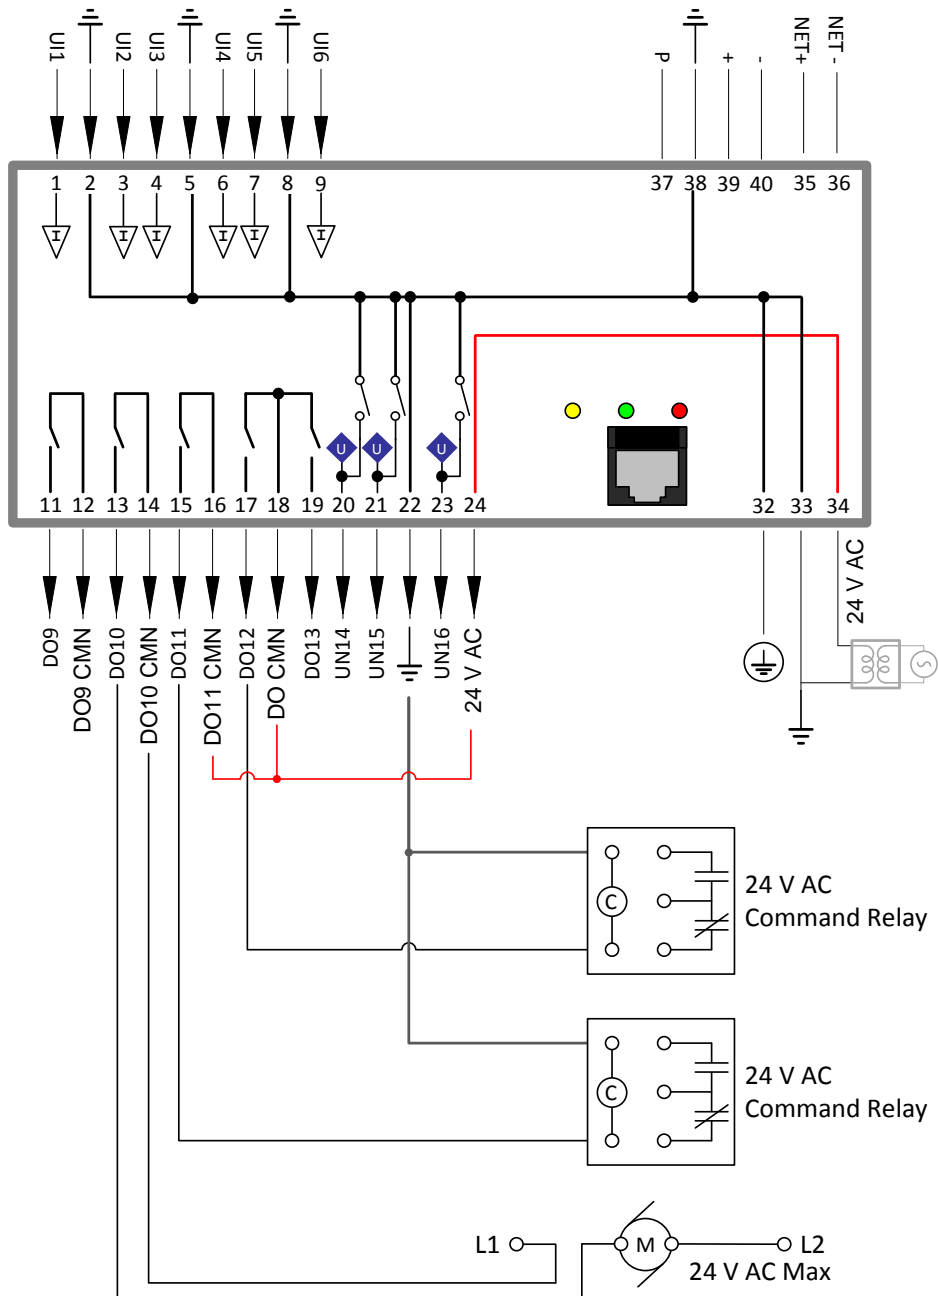 UI1
UI2
UI3
UI4
UI5
UI6
P
+
-
NET+
NET -
1 2 3 4 5 6 7 8 9 37 38 39 40 35 36
I I I I I I
U U U
11 12 13 14 15 16 17 18 19 20 21 22 23 24 32 33 34
DO9
DO9 CMN
DO10
DO10 CMN
DO11
DO11 CMN
DO12
DO CMN
DO13
UN14
UN15
UN16
24 V AC
24 V AC
S
C
24 V AC
Command Relay
C
24 V AC
Command Relay
L1
M
L2
24 V AC Max